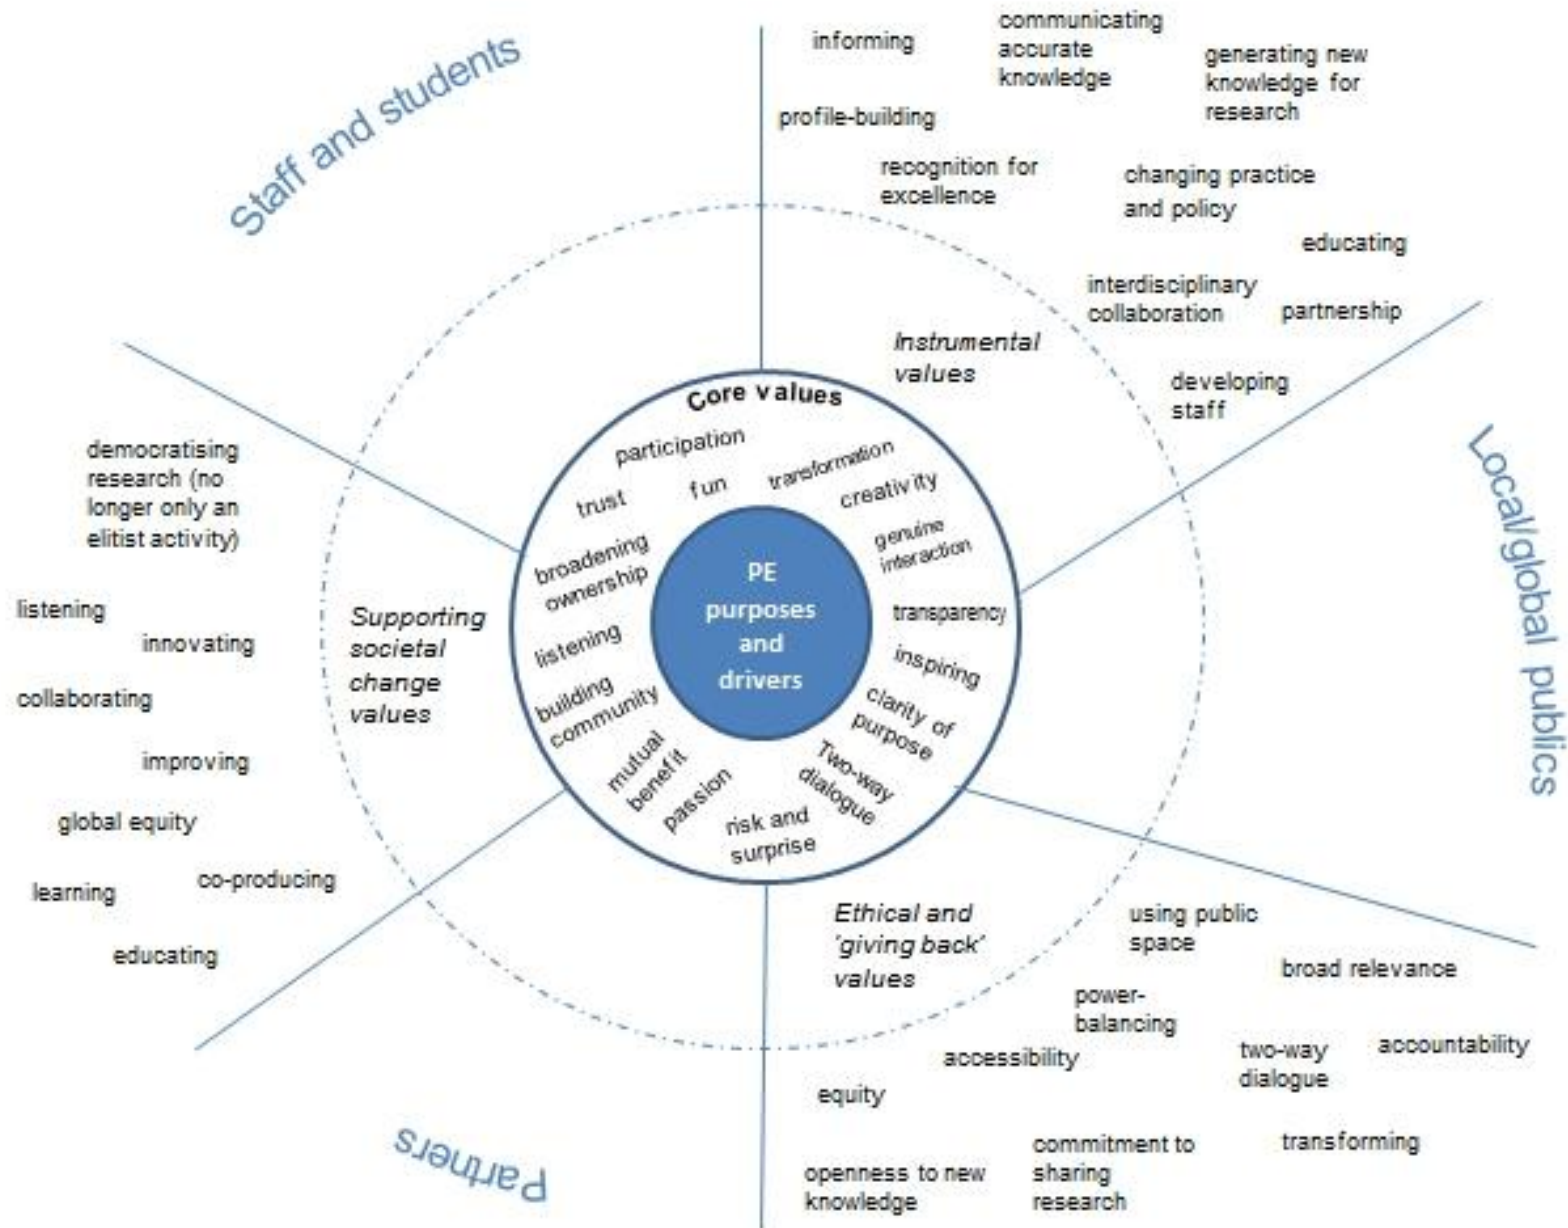 Staff and students
informing
communicating
accurate
knowledge
generating new
knowledge for
research
profile-building
recognition for
excellence
changing practice
and policy
educating
interdisciplinary
collaboration
partnership
developing
staff
Instrumental
values
Local/global publics
Core values
participation
transformation
trust
fun
creativity
broadening
ownership
genuine
interaction
PE
purposes
and
drivers
transparency
listening
inspiring
building
community
clarity of
purpose
mutual
benefit
passion
Two-way
dialogue
risk and
surprise
democratising
research (no
longer only an
elitist activity)
listening
innovating
collaborating
improving
global equity
learning
co-producing
educating
Supporting
societal
change
values
Ethical and
'giving back'
values
using public
space
broad relevance
power-
balancing
accessibility
two-way
dialogue
accountability
equity
commitment to
sharing
research
transforming
openness to new
knowledge
Partners